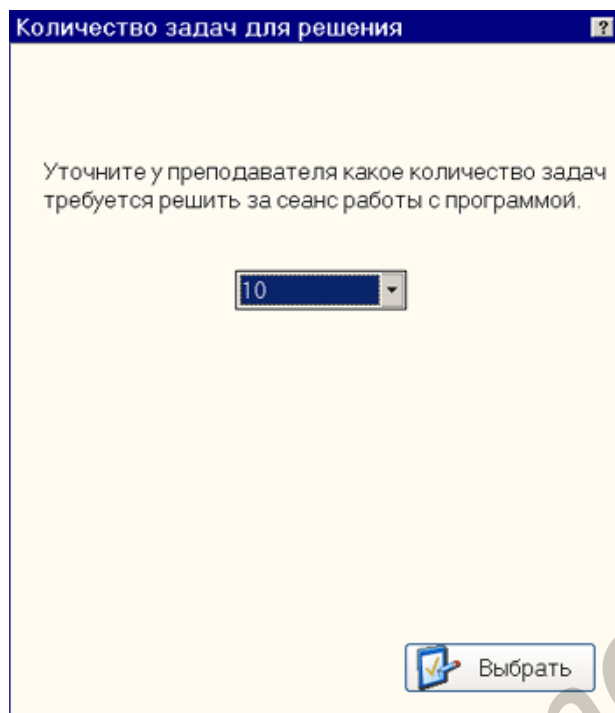 Количество задач для решения ?
Уточните у преподавателя какое количество задач
требуется решить за сеанс работы с программой.
10
Выбрать